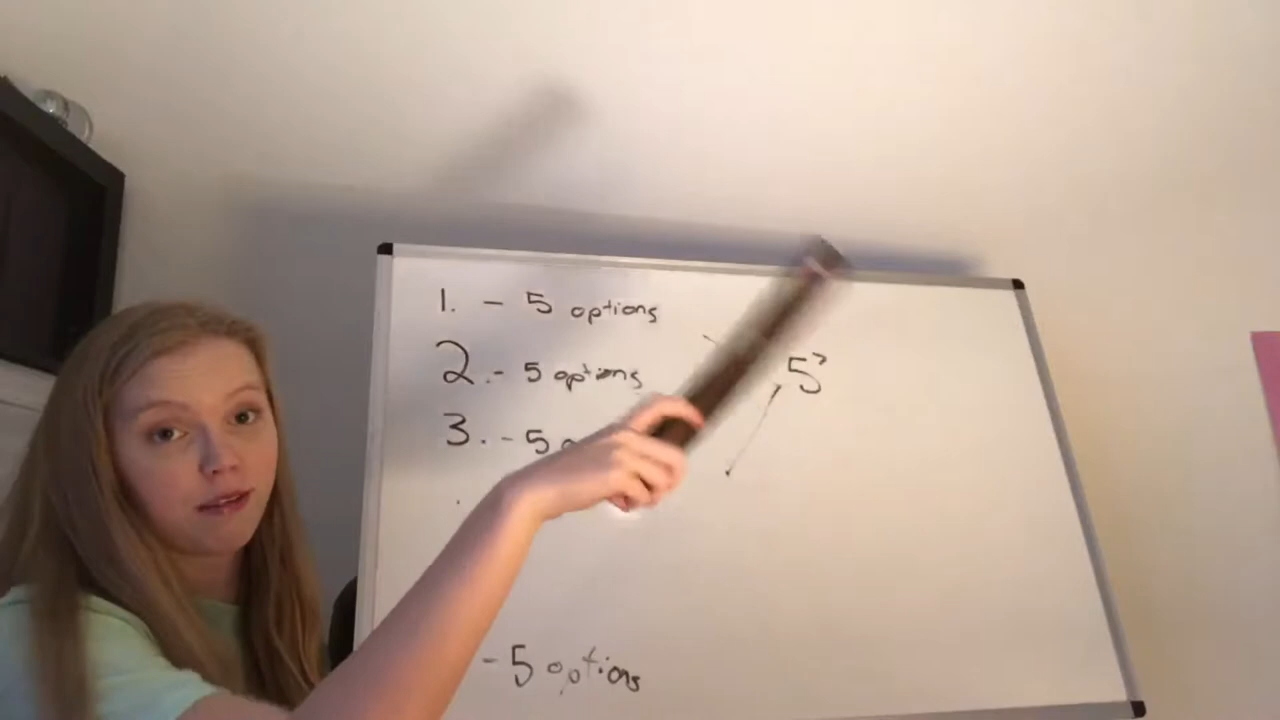 1. - 5 options
2. - 5 options
3. - 5
5
- 5 options